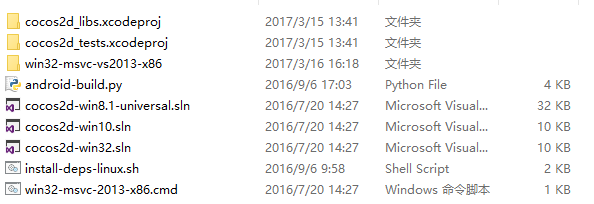 cocos2d_libs.xcodeproj 2017/3/15 13:41 文件夹
cocos2d_tests.xcodeproj 2017/3/15 13:41 文件夹
win32-msvc-vs2013-x86 2017/3/16 16:18 文件夹
android-build.py 2016/9/6 17:03 Python File 4 KB
cocos2d-win8.1-universal.sln 2016/7/20 14:27 Microsoft Visual... 32 KB
cocos2d-win10.sln 2016/7/20 14:27 Microsoft Visual... 10 KB
cocos2d-win32.sln 2016/7/20 14:27 Microsoft Visual... 10 KB
install-deps-linux.sh 2016/9/6 9:58 Shell Script 2 KB
win32-msvc-2013-x86.cmd 2016/7/20 14:27 Windows 命令脚本 1 KB